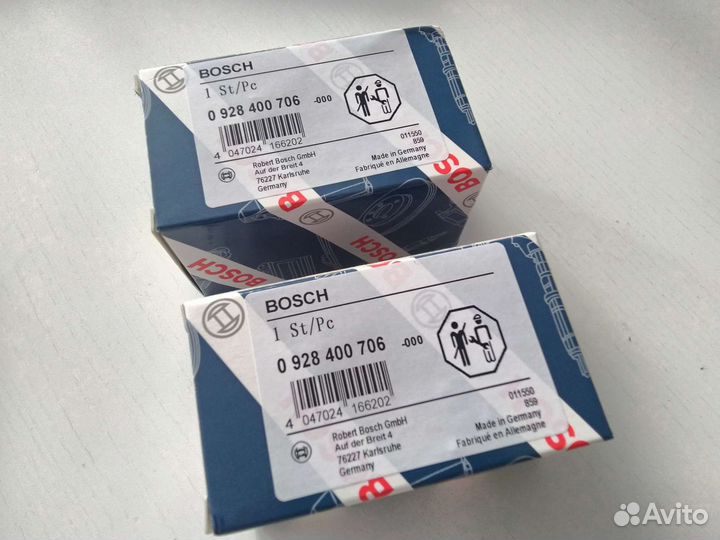 BOSCH
1 St/Pc
0 928 400 706 -000
4 047024 166202
Robert Bosch GmbH
Auf der Breit 4
76227 Karlsruhe
Germany
011550
859
Made in Germany
Fabriqué en Allemagne
BOSCH
BOSCH
BOSCH
BOSCH
1 St/Pc
0 928 400 706 -000
4 047024 166202
Robert Bosch GmbH
Auf der Breit 4
76227 Karlsruhe
Germany
011550
859
Made in Germany
Fabriqué en Allemagne
Avito